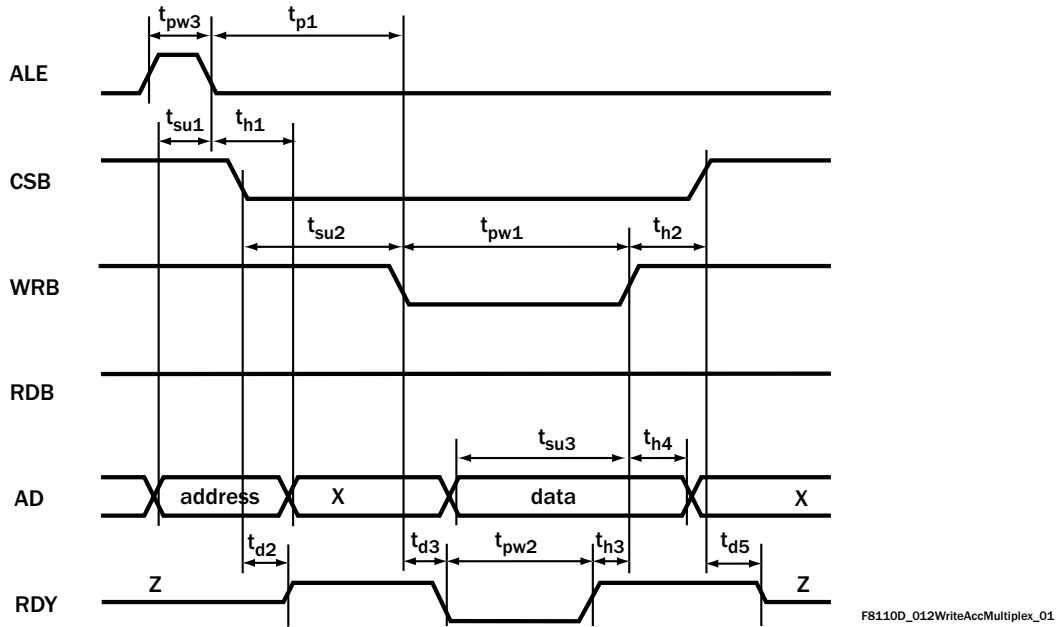 tpw3 tp1
ALE
tsu1 th1
CSB
tsu2 tpw1 th2
WRB
RDB
tsu3 th4
AD address X data X
td2 td3 tpw2 th3 td5
Z Z
RDY
F8110D_012WriteAccMultiplex_01